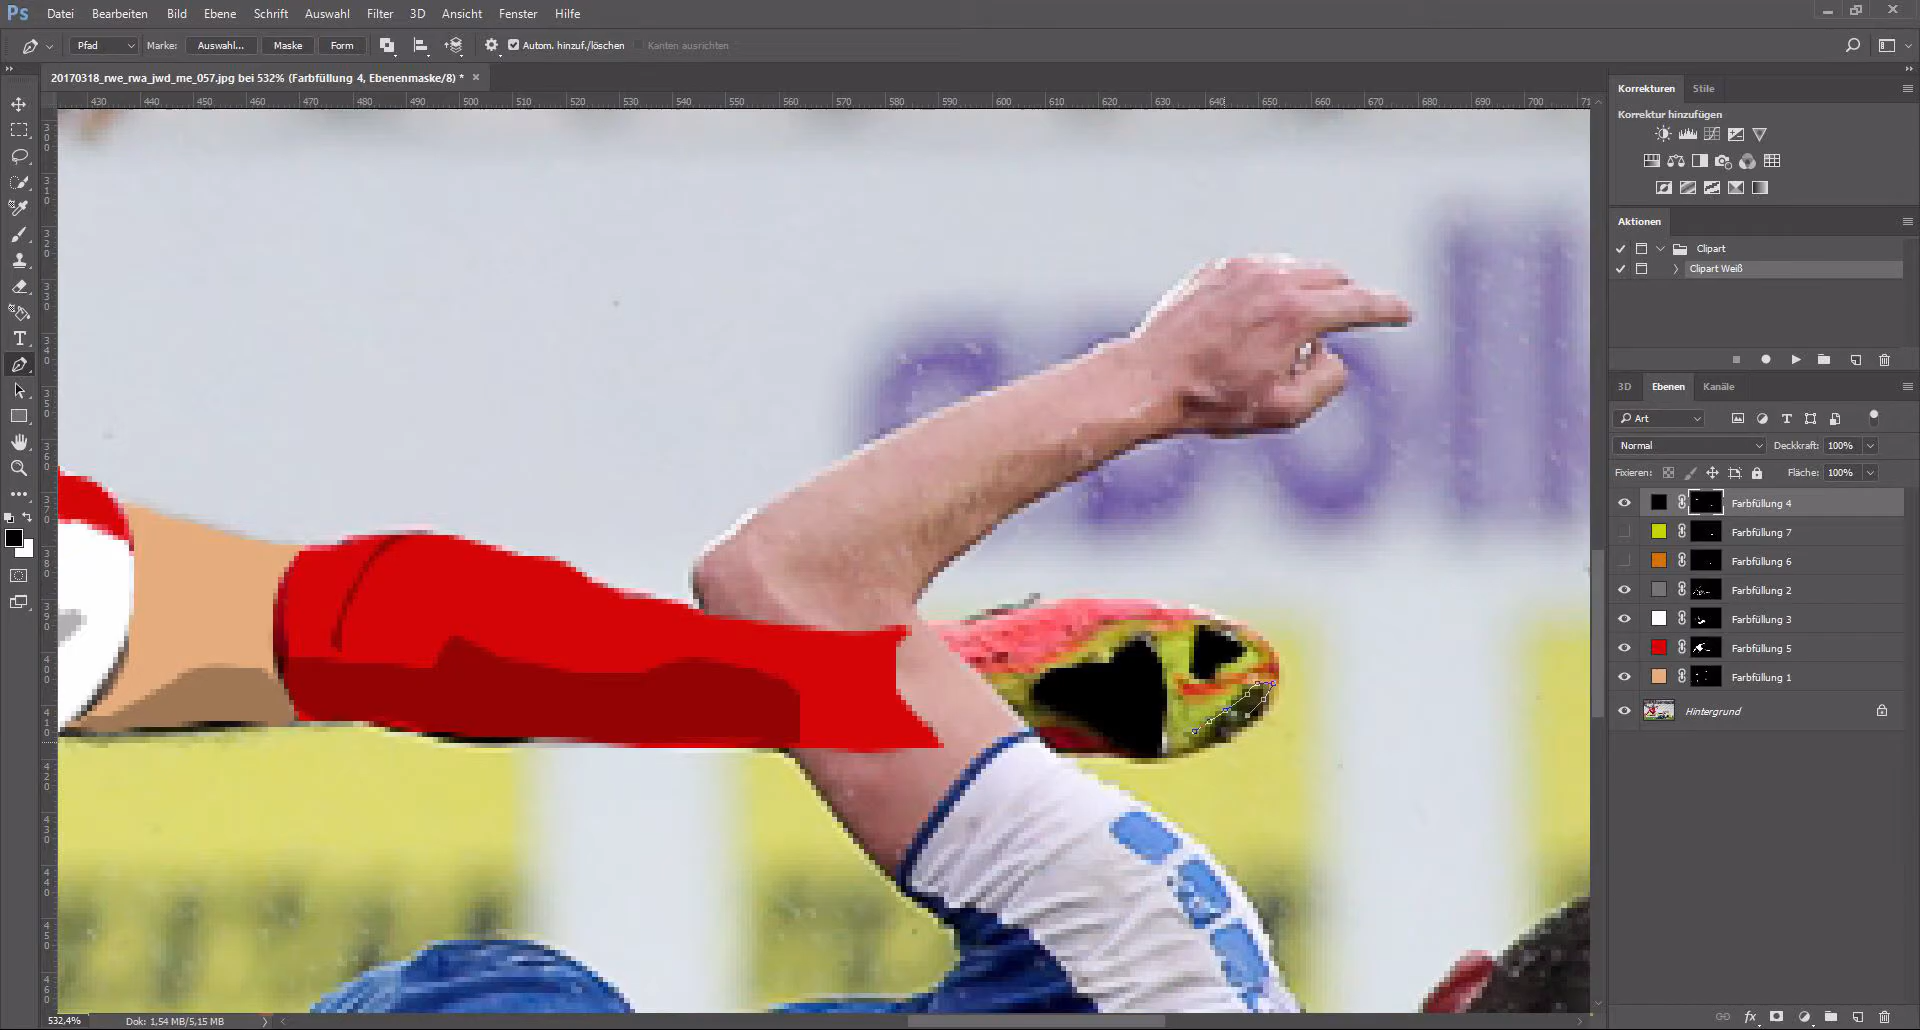 Ps Datei Bearbeiten Bild Ebene Schrift Auswahl Filter 3D Ansicht Fenster Hilfe
Pfad Marke: Auswahl... Maske Form Autom. hinzuf./löschen Kanten ausrichten
20170318_rwe_rwa_jwd_me_057.jpg bei 532% (Farbfüllung 4, Ebenenmaske/8) *
430 440 450 460 470 480 490 500 510 520 530 540 550 560 570 580 590 600 610 620 630 640 650 660 670 680 690 700 71
Korrekturen Stile
Korrektur hinzufügen
Aktionen
Clipart
Clipart Weiß
3D Ebenen Kanäle
Art
Normal Deckkraft: 100%
Fixieren: Fläche: 100%
Farbfüllung 4
Farbfüllung 7
Farbfüllung 6
Farbfüllung 2
Farbfüllung 3
Farbfüllung 5
Farbfüllung 1
Hintergrund
fx
532,4% Dok: 1,54 MB/5,15 MB